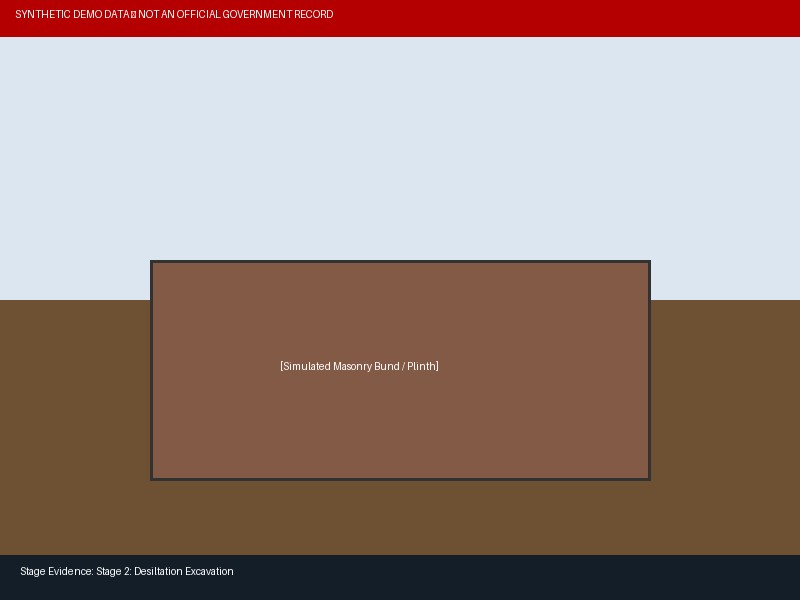 SYNTHETIC DEMO DATA▯NOT AN OFFICIAL GOVERNMENT RECORD
[Simulated Masonry Bund / Plinth]
Stage Evidence: Stage 2: Desiltation Excavation